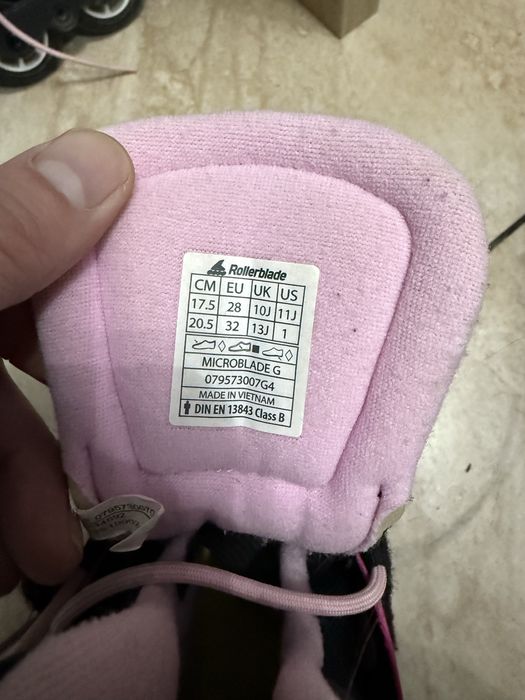 Rollerblade
CM EU UK US
17.5 28 10J 11J
20.5 32 13J 1
MICROBLADE G
079573007G4
MADE IN VIETNAM
DIN EN 13843 Class B